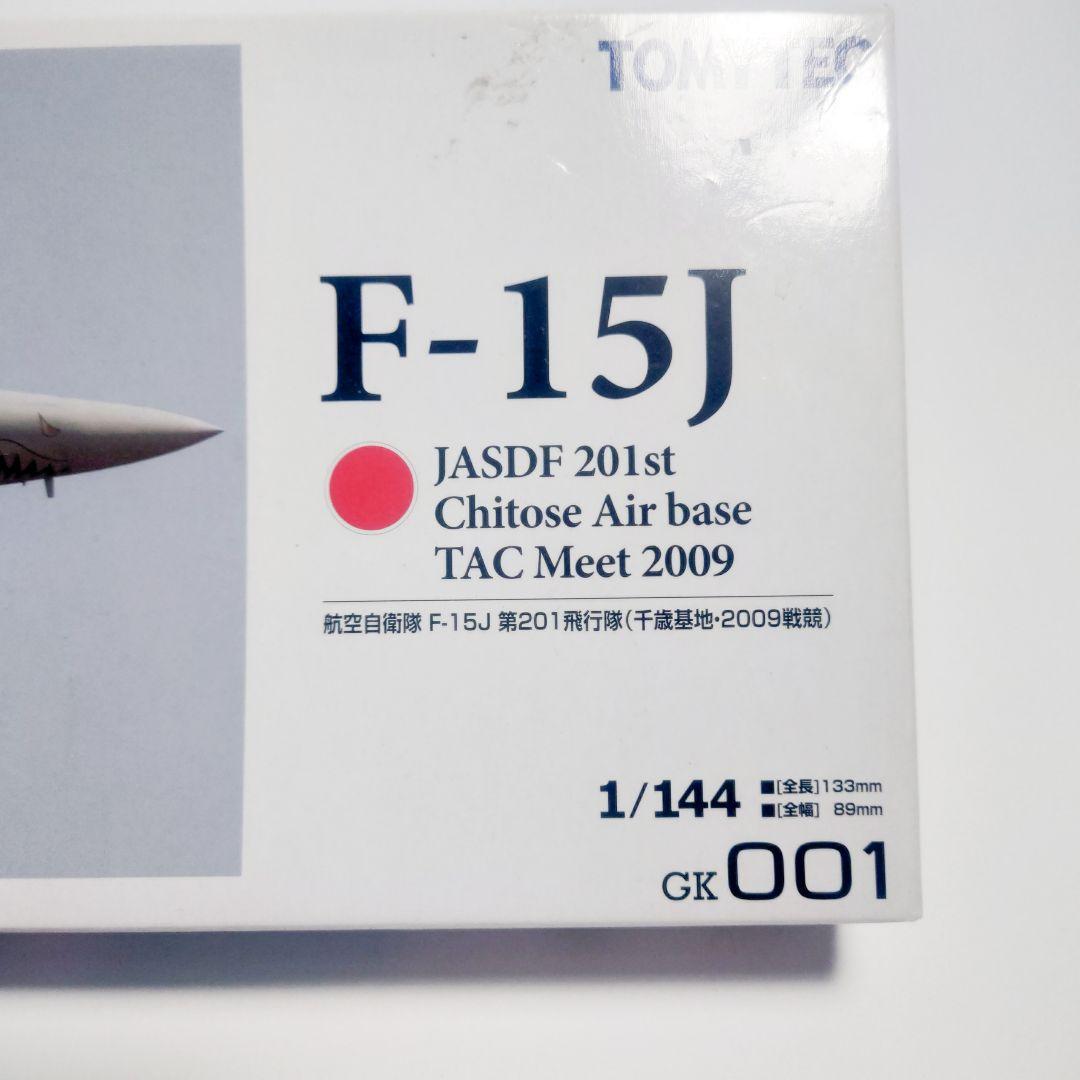 TOMYTEC
F-15J
JASDF 201st
Chitose Air base
TAC Meet 2009
航空自衛隊 F-15J 第201飛行隊(千歳基地・2009戦競)
1/144 ■[全長]133mm
■[全幅] 89mm
GK001